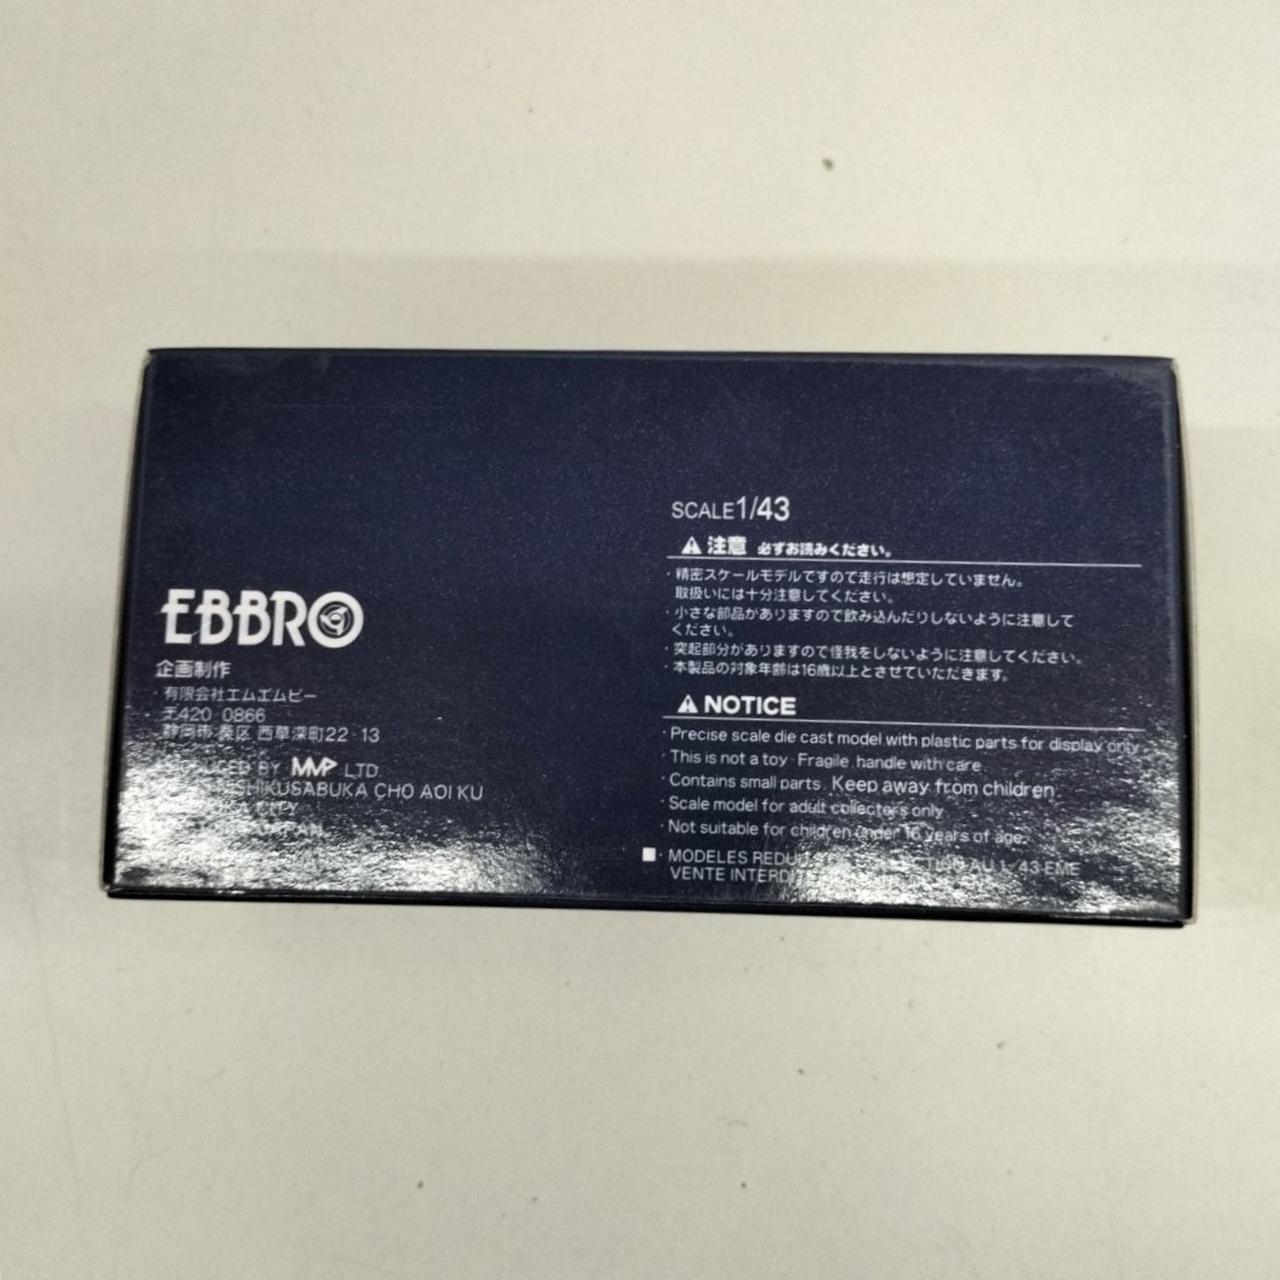 EBBRO
企画制作
・有限会社エムエムピー
〒420 0866
静岡市 葵区 西草深町22-13
BY MMP LTD
NISHIKUSABUKA CHO AOI KU
CITY
JAPAN
SCALE1/43
⚠注意 必ずお読みください。
・精密スケールモデルですので走行は想定していません。
取扱いには十分注意してください。
・小さな部品がありますので飲み込んだりしないように注意して
ください。
・突起部分がありますので怪我をしないように注意してください。
・本製品の対象年齢は16歳以上とさせていただきます。
⚠NOTICE
・Precise scale die cast model with plastic parts for display only
・This is not a toy Fragile, handle with care
・Contains small parts. Keep away from children
・Scale model for adult collecters only
・Not suitable for children under 16 years of age.
■・MODELES AU 1/43 EME
VENTE